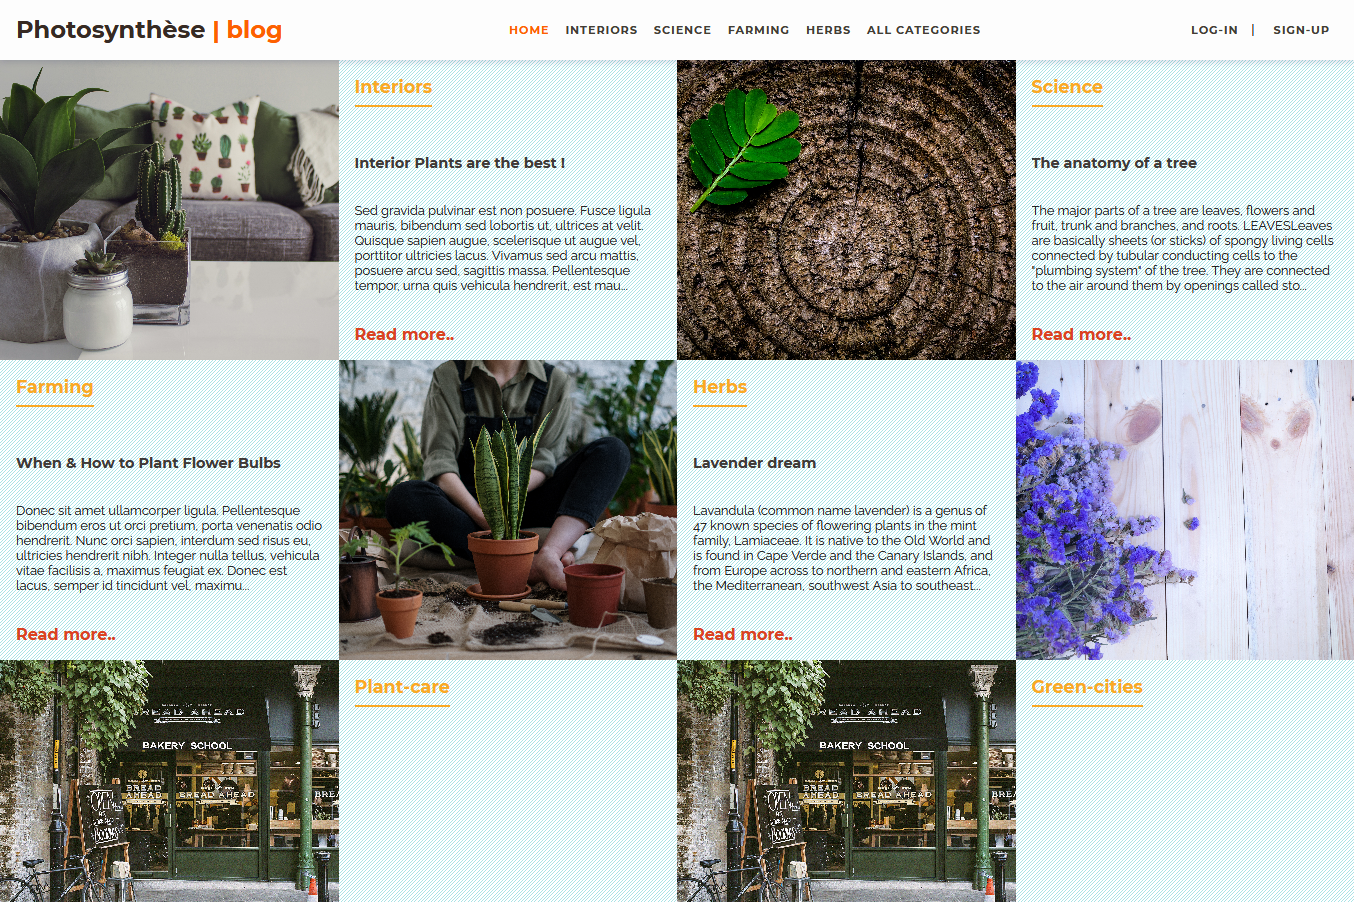 Photosynthèse | blog
HOME INTERIORS SCIENCE FARMING HERBS ALL CATEGORIES
LOG-IN | SIGN-UP
Interiors
Interior Plants are the best !
Sed gravida pulvinar est non posuere. Fusce ligula
mauris, bibendum sed lobortis ut, ultrices at velit.
Quisque sapien augue, scelerisque ut augue vel,
porttitor ultricies lacus. Vivamus sed arcu mattis,
posuere arcu sed, sagittis massa. Pellentesque
tempor, urna quis vehicula hendrerit, est mau...
Read more..
Science
The anatomy of a tree
The major parts of a tree are leaves, flowers and
fruit, trunk and branches, and roots. LEAVESLeaves
are basically sheets (or sticks) of spongy living cells
connected by tubular conducting cells to the
"plumbing system" of the tree. They are connected
to the air around them by openings called sto...
Read more..
Farming
When & How to Plant Flower Bulbs
Donec sit amet ullamcorper ligula. Pellentesque
bibendum eros ut orci pretium, porta venenatis odio
hendrerit. Nunc orci sapien, interdum sed risus eu,
ultricies hendrerit nibh. Integer nulla tellus, vehicula
vitae facilisis a, maximus feugiat ex. Donec est
lacus, semper id tincidunt vel, maximu...
Read more..
Herbs
Lavender dream
Lavandula (common name lavender) is a genus of
47 known species of flowering plants in the mint
family, Lamiaceae. It is native to the Old World and
is found in Cape Verde and the Canary Islands, and
from Europe across to northern and eastern Africa,
the Mediterranean, southwest Asia to southeast...
Read more..
BREAD AHEAD
BAKERY SCHOOL
BREAD
AHEAD
BREAD AHEAD
Plant-care
BREAD AHEAD
BAKERY SCHOOL
BREAD
AHEAD
BREAD AHEAD
Green-cities